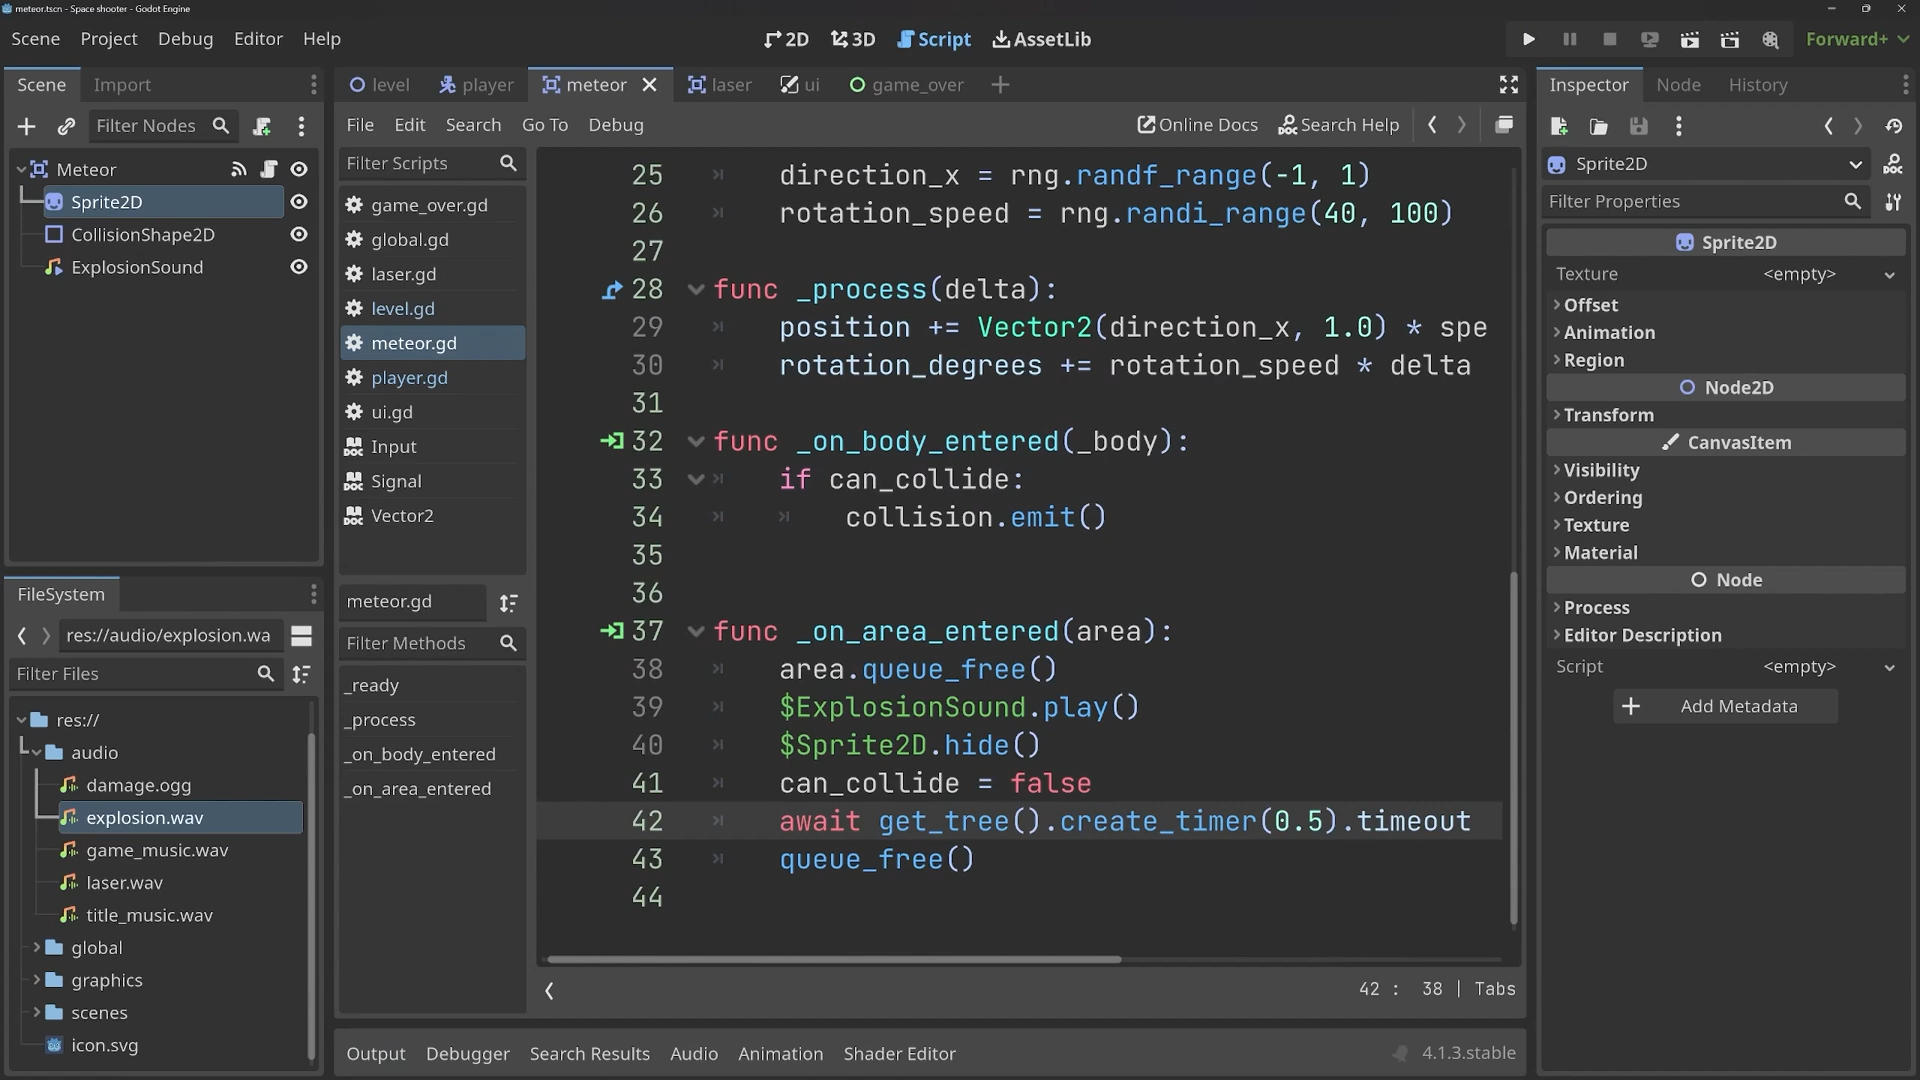 meteor.tscn - Space shooter - Godot Engine
Scene Project Debug Editor Help
2D 3D Script AssetLib
Forward+
Scene Import
level player meteor laser ui game_over
Inspector Node History
Filter Nodes
File Edit Search Go To Debug
Online Docs Search Help
Meteor
Sprite2D
CollisionShape2D
ExplosionSound
Filter Scripts
game_over.gd
global.gd
laser.gd
level.gd
meteor.gd
player.gd
ui.gd
Input
Signal
Vector2
meteor.gd
Filter Methods
_ready
_process
_on_body_entered
_on_area_entered
25 direction_x = rng.randf_range(-1, 1)
26 rotation_speed = rng.randi_range(40, 100)
27
28 func _process(delta):
29 position += Vector2(direction_x, 1.0) * spe
30 rotation_degrees += rotation_speed * delta
31
32 func _on_body_entered(_body):
33 if can_collide:
34 collision.emit()
35
36
37 func _on_area_entered(area):
38 area.queue_free()
39 $ExplosionSound.play()
40 $Sprite2D.hide()
41 can_collide = false
42 await get_tree().create_timer(0.5).timeout
43 queue_free()
44
42 : 38 | Tabs
FileSystem
res://audio/explosion.wa
Filter Files
res://
audio
damage.ogg
explosion.wav
game_music.wav
laser.wav
title_music.wav
global
graphics
scenes
icon.svg
Output Debugger Search Results Audio Animation Shader Editor
4.1.3.stable
Sprite2D
Filter Properties
Sprite2D
Texture <empty>
Offset
Animation
Region
Node2D
Transform
CanvasItem
Visibility
Ordering
Texture
Material
Node
Process
Editor Description
Script <empty>
Add Metadata